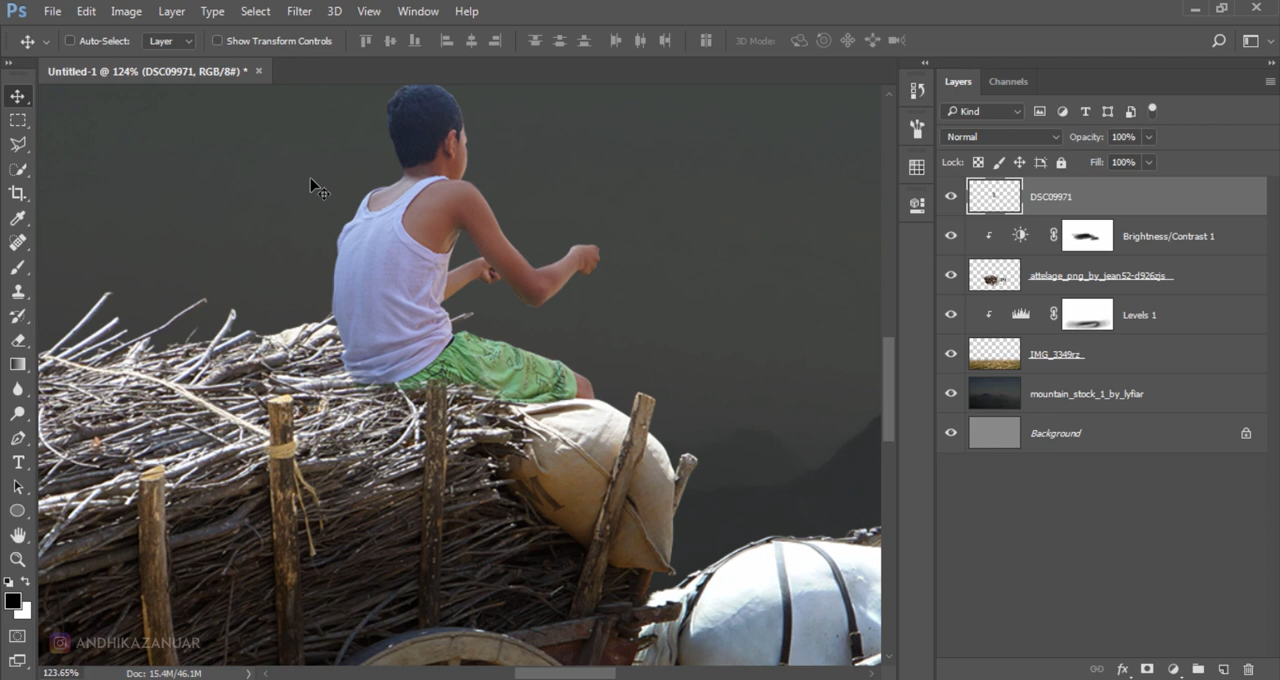 Ps File Edit Image Layer Type Select Filter 3D View Window Help
Auto-Select: Layer Show Transform Controls 3D Mode:
Untitled-1 @ 124% (DSC09971, RGB/8#) * ×
Layers Channels
Kind
Normal Opacity: 100%
Lock: Fill: 100%
DSC09971
Brightness/Contrast 1
attelage_png_by_jean52-d926zjs
Levels 1
IMG_3349rz
mountain_stock_1_by_lyfiar
Background
ANDHIKAZANUAR
123.65% Doc: 15.4M/46.1M
fx